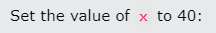 Set the value of x to 40: